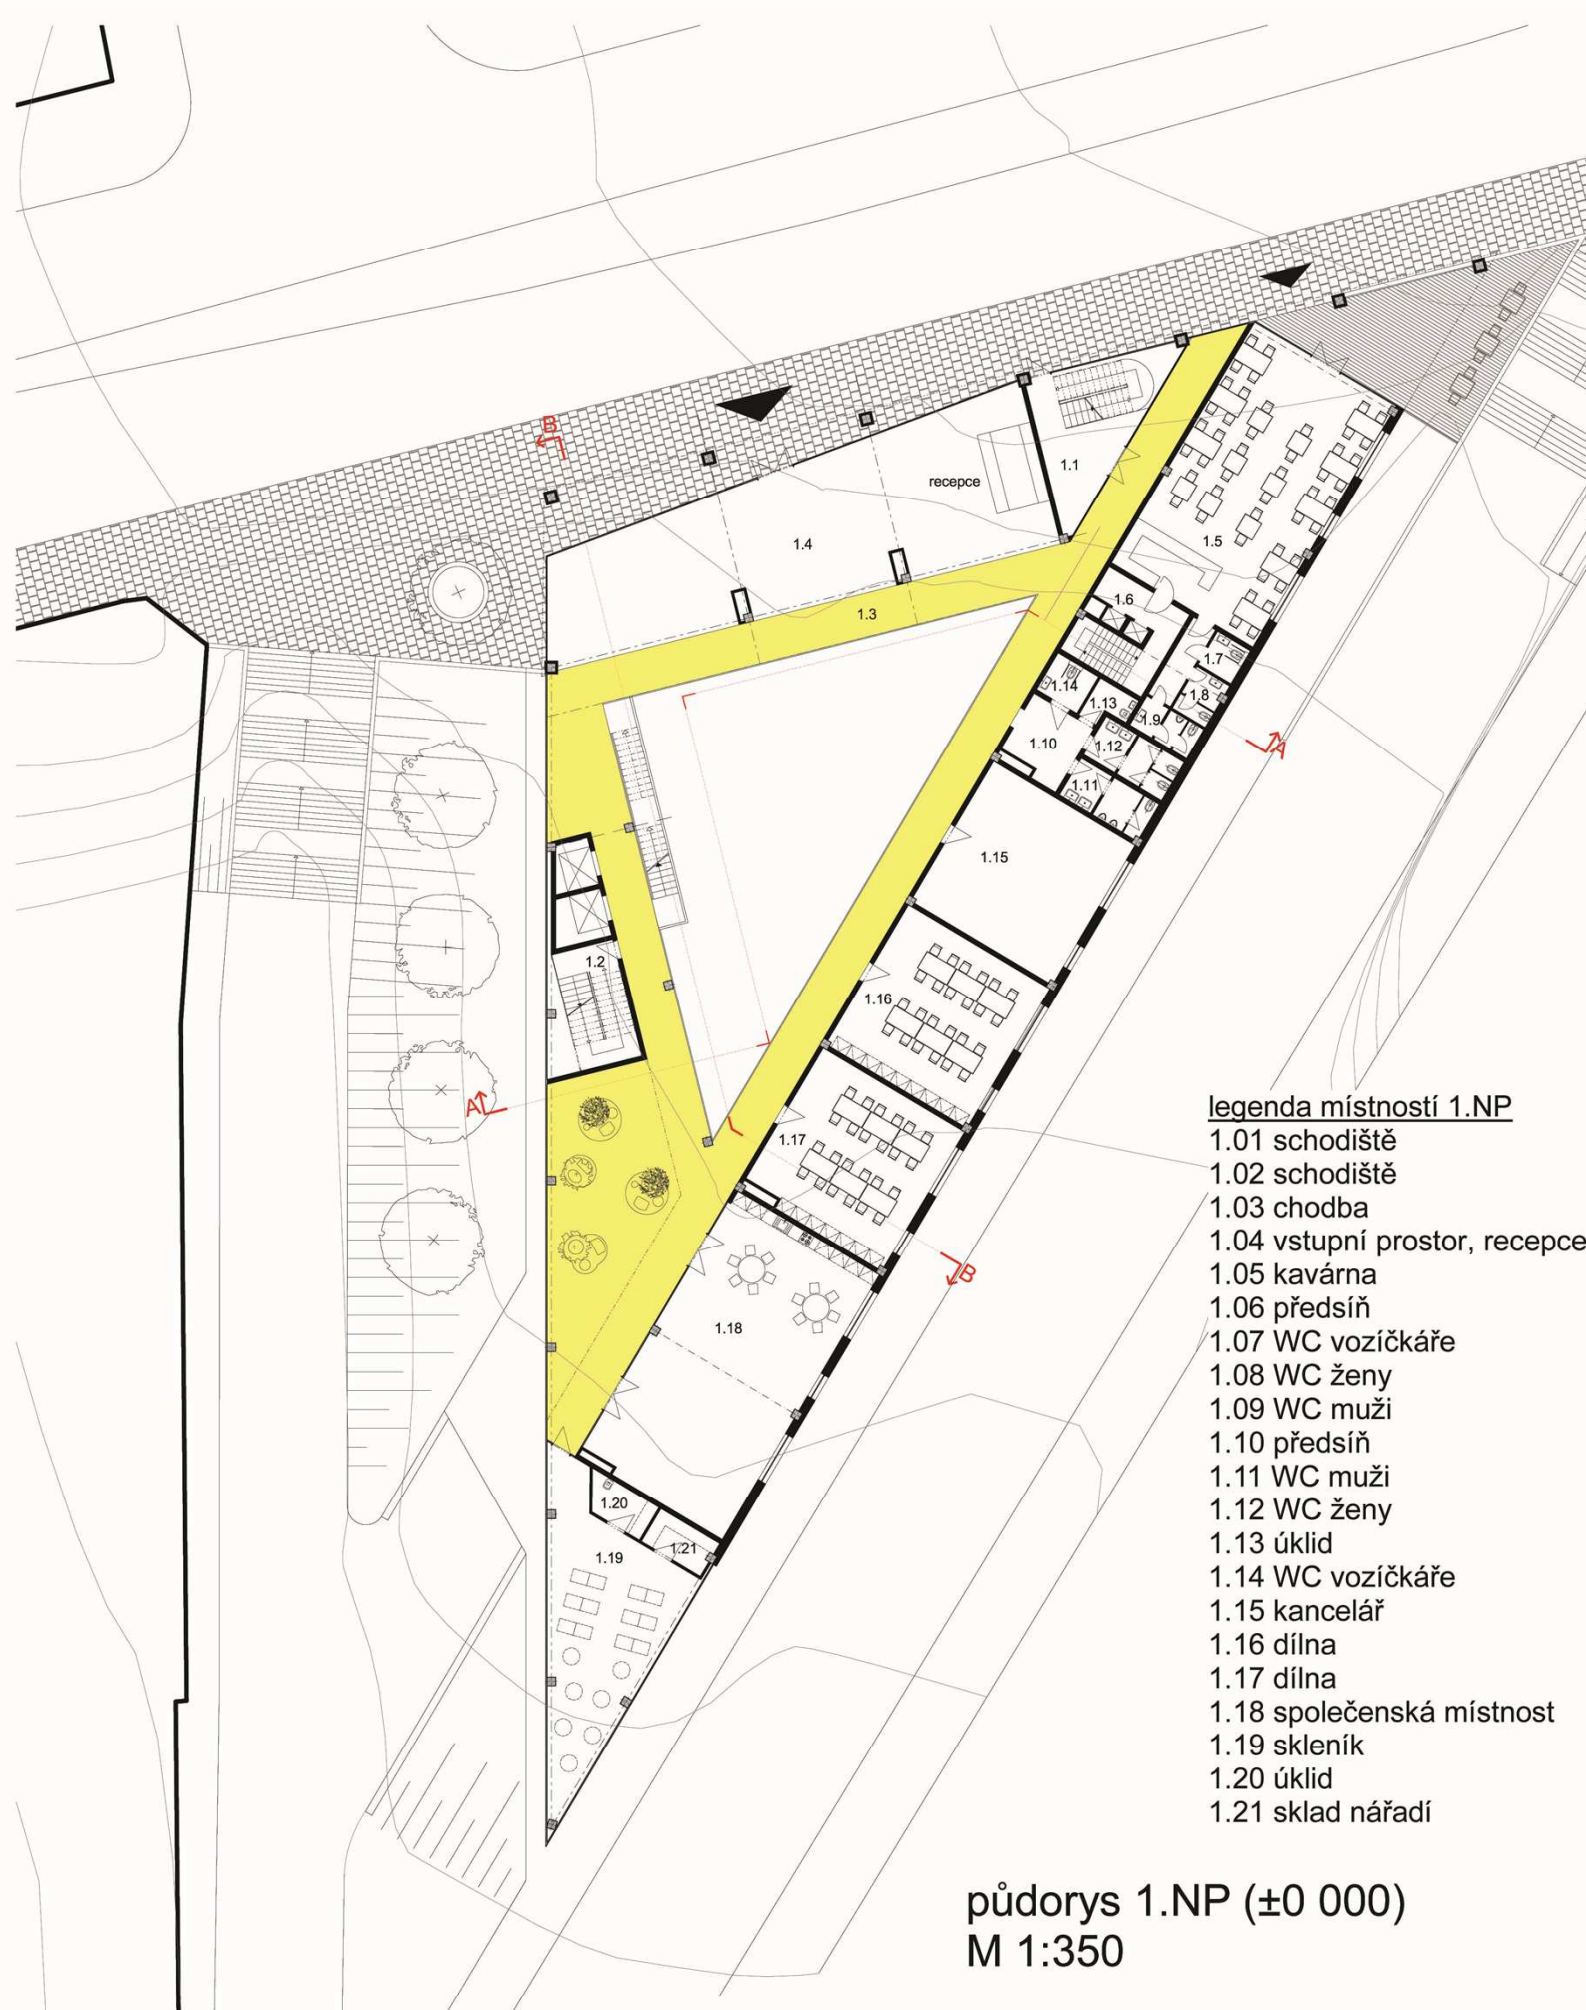 B
recepce
1.1
1.4
1.5
1.3
1.6
1.7
1.14
1.8
1.13
1.9
1.10
1.12
A
1.11
1.15
1.2
1.16
A
1.17
B
1.18
1.20
1.21
1.19
legenda místností 1.NP
1.01 schodiště
1.02 schodiště
1.03 chodba
1.04 vstupní prostor, recepce
1.05 kavárna
1.06 předsíň
1.07 WC vozíčkáře
1.08 WC ženy
1.09 WC muži
1.10 předsíň
1.11 WC muži
1.12 WC ženy
1.13 úklid
1.14 WC vozíčkáře
1.15 kancelář
1.16 dílna
1.17 dílna
1.18 společenská místnost
1.19 skleník
1.20 úklid
1.21 sklad nářadí
půdorys 1.NP (±0 000)
M 1:350